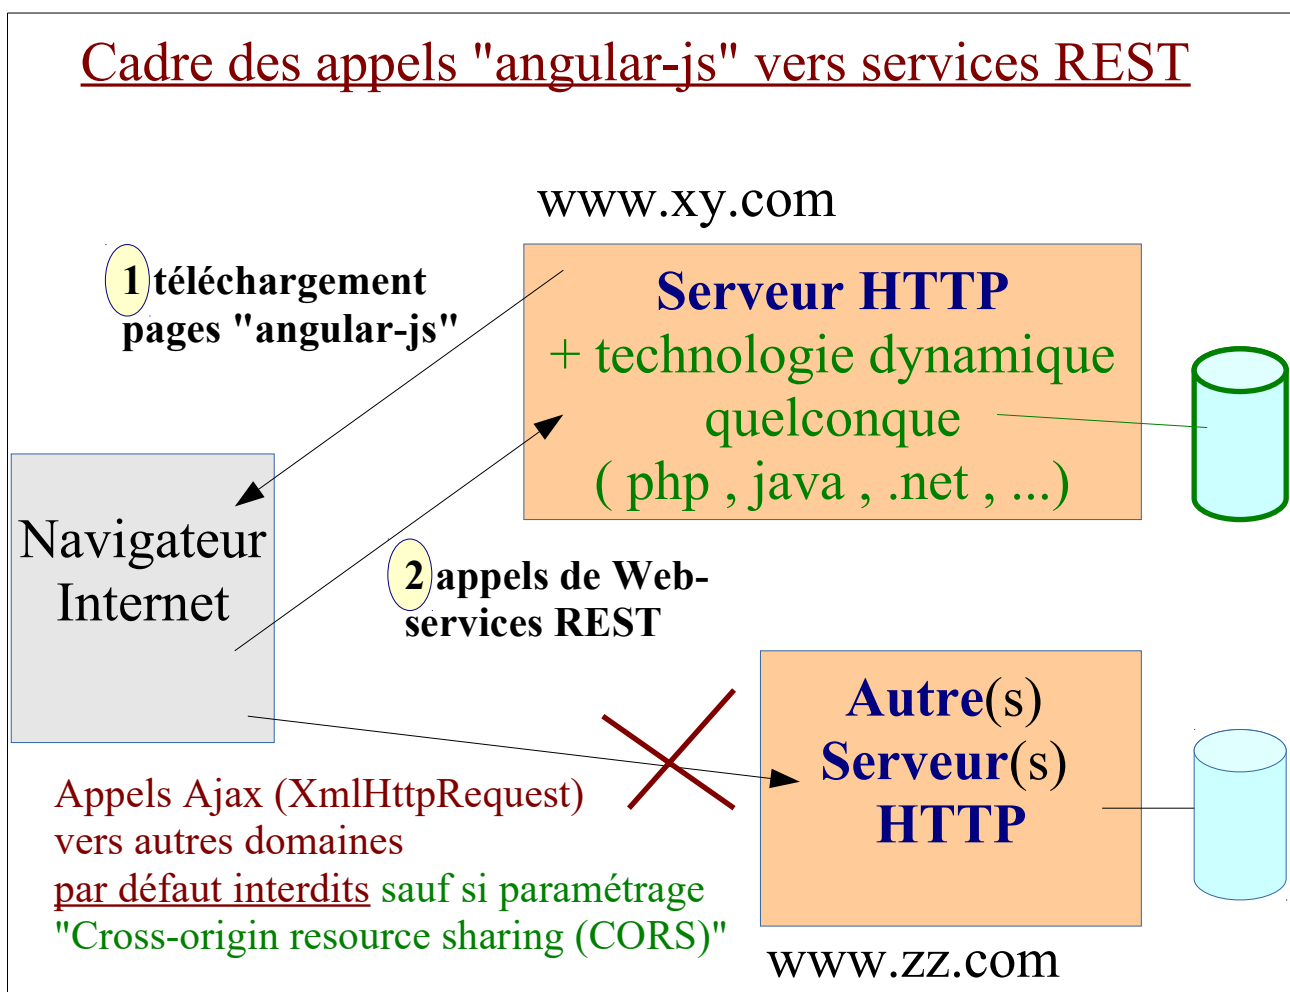 Cadre des appels "angular-js" vers services REST
www.xy.com
1 téléchargement
pages "angular-js"
Serveur HTTP
+ technologie dynamique
quelconque
( php , java , .net , ...)
Navigateur
Internet
2 appels de Web-
services REST
Autre(s)
Serveur(s)
HTTP
Appels Ajax (XmlHttpRequest)
vers autres domaines
par défaut interdits sauf si paramétrage
"Cross-origin resource sharing (CORS)"
www.zz.com